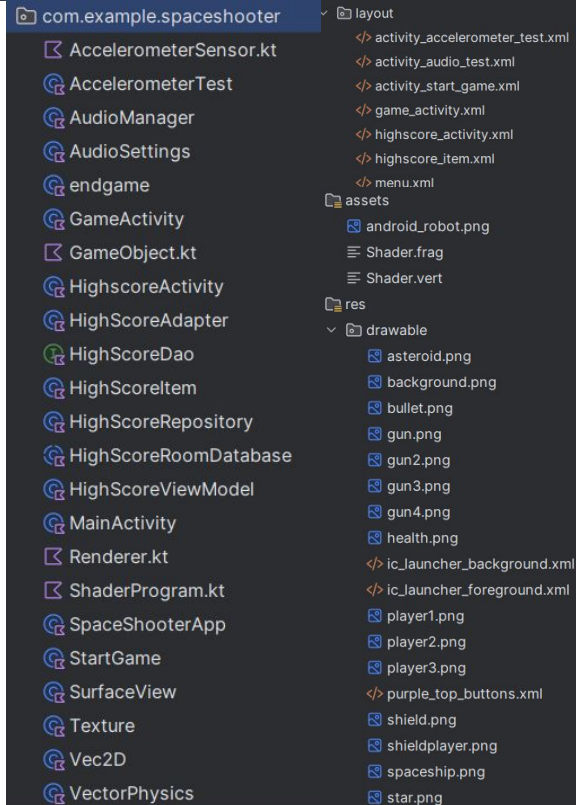 com.example.spaceshooter
AccelerometerSensor.kt
AccelerometerTest
AudioManager
AudioSettings
endgame
GameActivity
GameObject.kt
HighscoreActivity
HighScoreAdapter
HighScoreDao
HighScoreItem
HighScoreRepository
HighScoreRoomDatabase
HighScoreViewModel
MainActivity
Renderer.kt
ShaderProgram.kt
SpaceShooterApp
StartGame
SurfaceView
Texture
Vec2D
VectorPhysics
layout
activity_accelerometer_test.xml
activity_audio_test.xml
activity_start_game.xml
game_activity.xml
highscore_activity.xml
highscore_item.xml
menu.xml
assets
android_robot.png
Shader.frag
Shader.vert
res
drawable
asteroid.png
background.png
bullet.png
gun.png
gun2.png
gun3.png
gun4.png
health.png
ic_launcher_background.xml
ic_launcher_foreground.xml
player1.png
player2.png
player3.png
purple_top_buttons.xml
shield.png
shieldplayer.png
spaceship.png
star.png